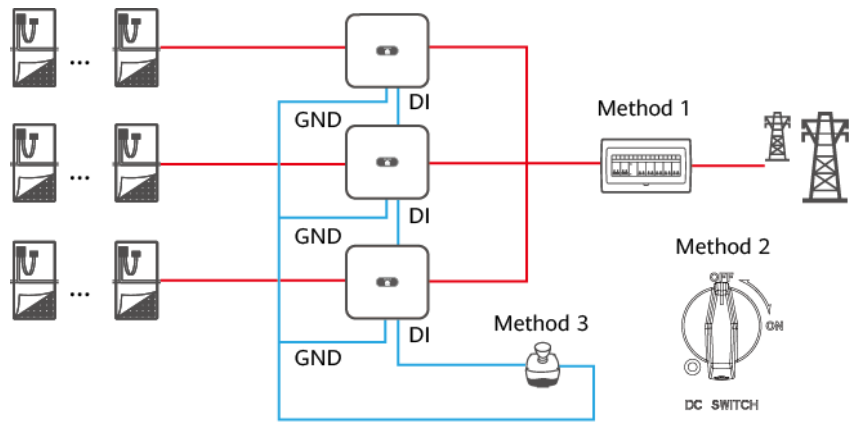 DI
GND
Method 1
DI
GND
Method 2
OFF
ON
Method 3
DI
GND
DC SWITCH